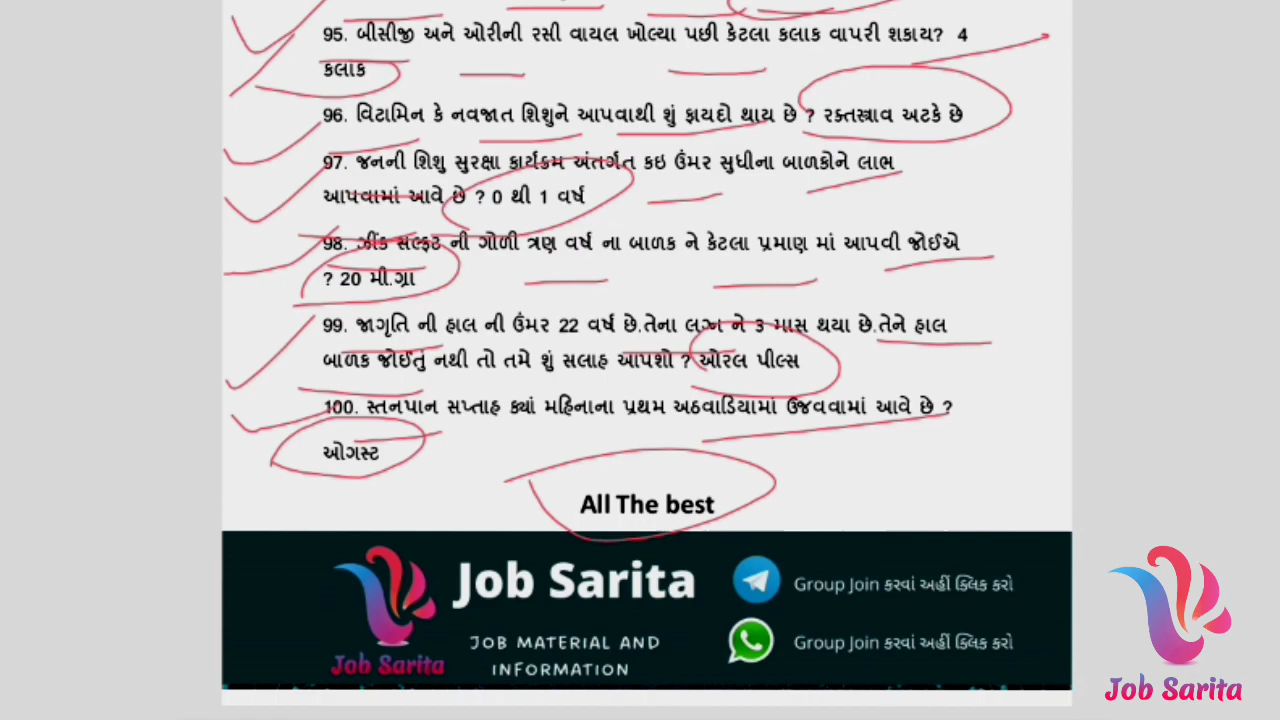 95. બીસીજી અને ઓરીની રસી વાયલ ખોલ્યા પછી કેટલા કલાક વાપરી શકાય? 4
કલાક
96. વિટામિન કે નવજાત શિશુને આપવાથી શું ફાયદો થાય છે ? રક્તસ્ત્રાવ અટકે છે
97. જનની શિશુ સુરક્ષા કાર્યક્રમ અંતર્ગત કઇ ઉંમર સુધીના બાળકોને લાભ
આપવામાં આવે છે ? 0 થી 1 વર્ષ
98. ઝીંક સલ્ફટ ની ગોળી ત્રણ વર્ષ ના બાળક ને કેટલા પ્રમાણ માં આપવી જોઈએ
? 20 મી.ગ્રા
99. જાગૃતિ ની હાલ ની ઉંમર 22 વર્ષ છે.તેના લગ્ન ને 3 માસ થયા છે.તેને હાલ
બાળક જોઈતું નથી તો તમે શું સલાહ આપશો ? ઓરલ પીલ્સ
100. સ્તનપાન સપ્તાહ ક્યાં મહિનાના પ્રથમ અઠવાડિયામાં ઉજવવામાં આવે છે ?
ઓગસ્ટ
All The best
Job Sarita
JOB MATERIAL AND
INFORMATION
Job Sarita
Group Join કરવાં અહીં ક્લિક કરો
Group Join કરવાં અહીં ક્લિક કરો
Job Sarita